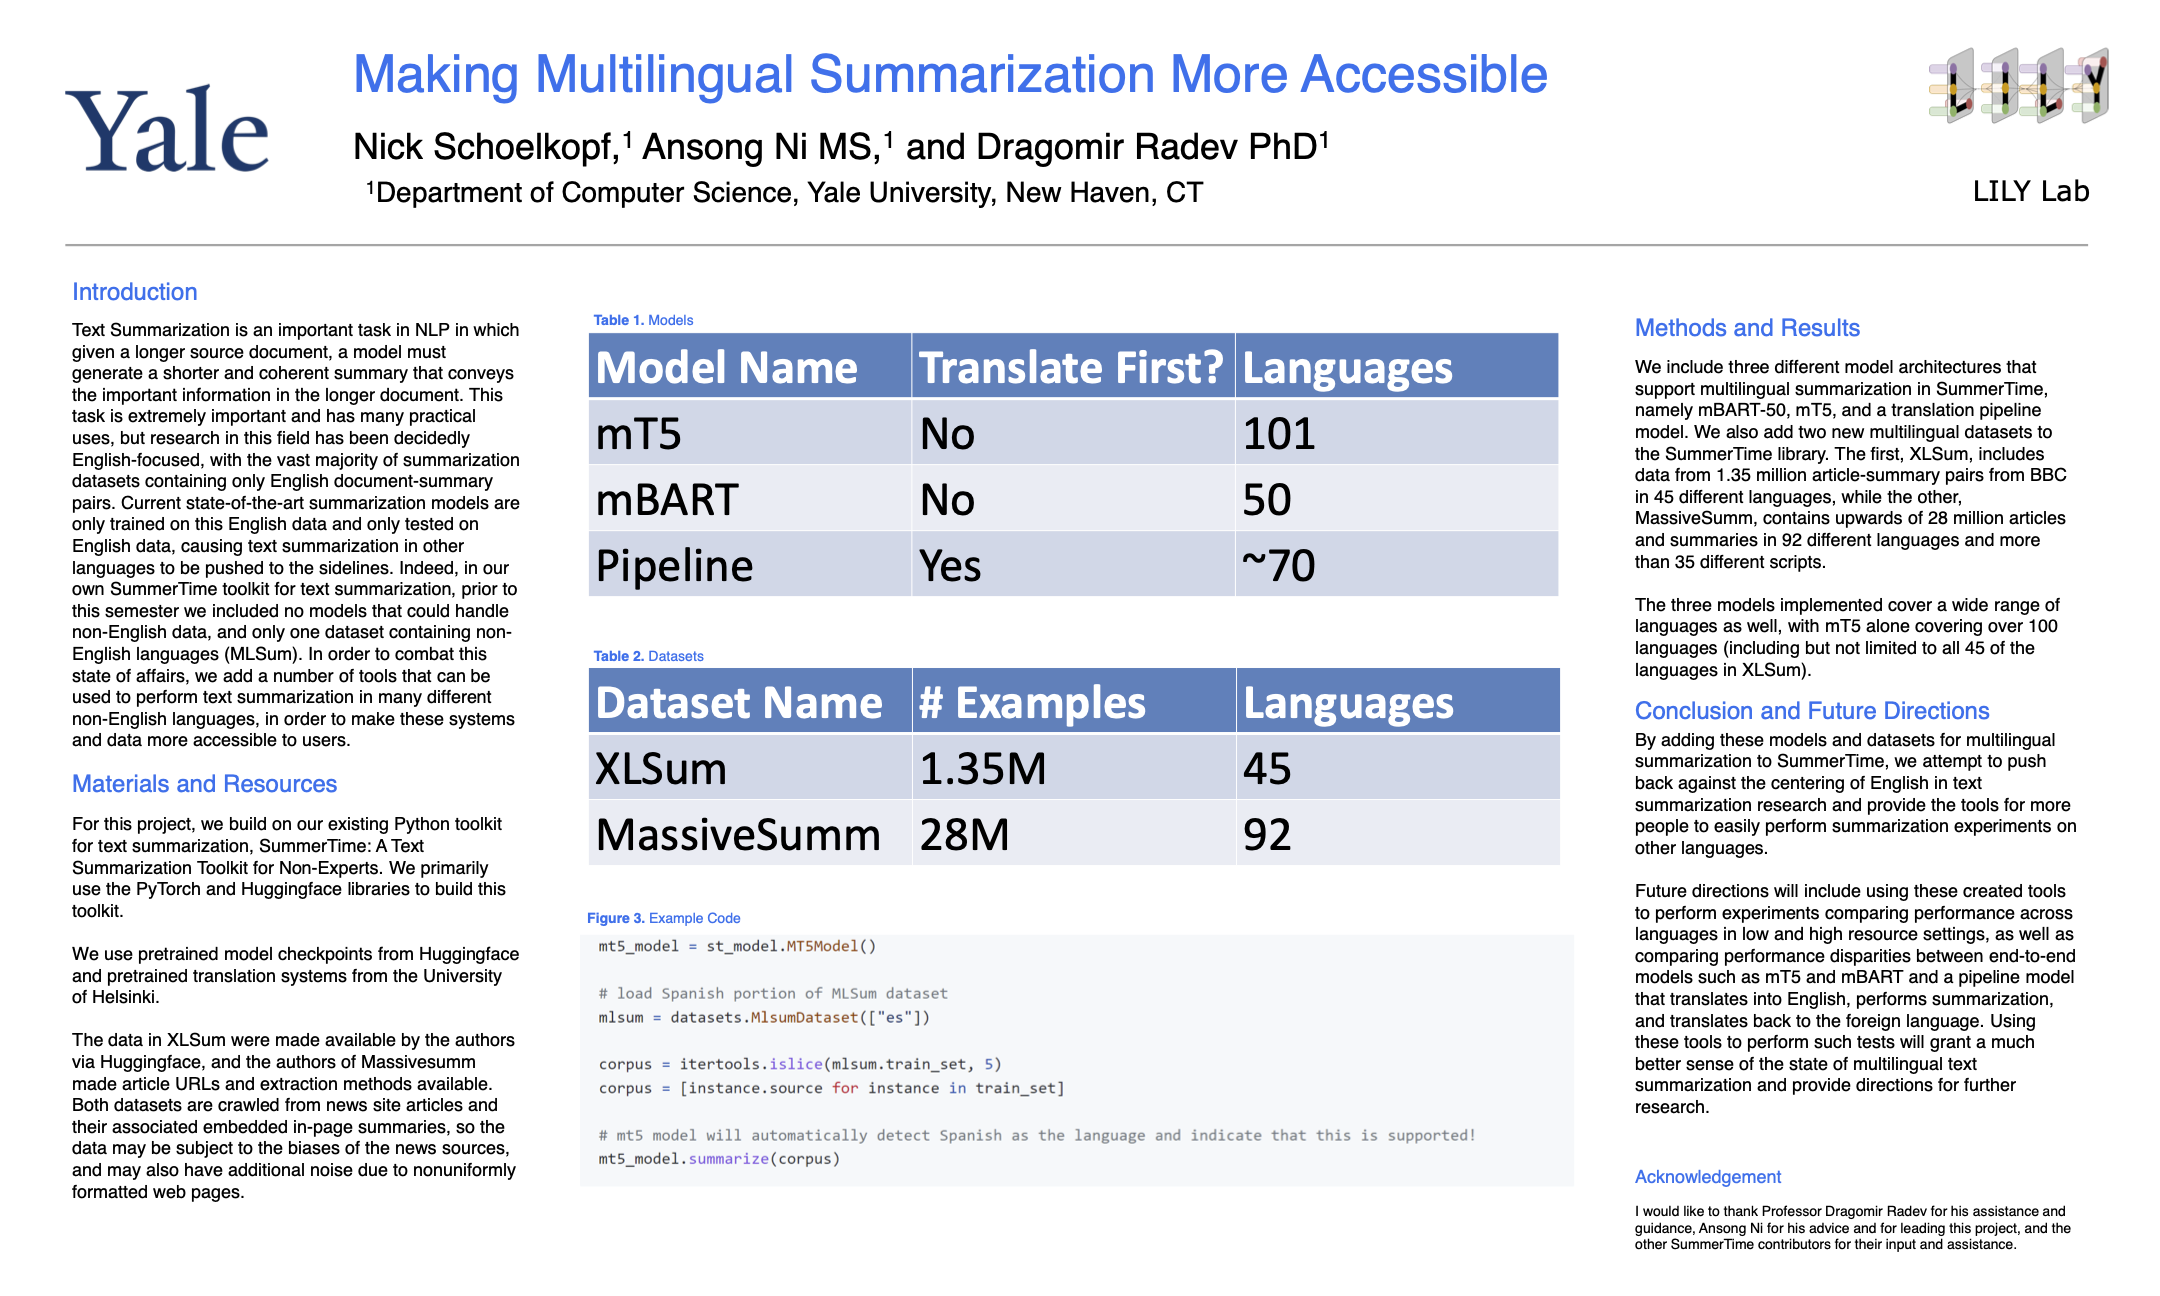 Yale
Making Multilingual Summarization More Accessible
Nick Schoelkopf,¹ Ansong Ni MS,¹ and Dragomir Radev PhD¹
¹Department of Computer Science, Yale University, New Haven, CT
LILY
LILY Lab
Introduction
Text Summarization is an important task in NLP in which
given a longer source document, a model must
generate a shorter and coherent summary that conveys
the important information in the longer document. This
task is extremely important and has many practical
uses, but research in this field has been decidedly
English-focused, with the vast majority of summarization
datasets containing only English document-summary
pairs. Current state-of-the-art summarization models are
only trained on this English data and only tested on
English data, causing text summarization in other
languages to be pushed to the sidelines. Indeed, in our
own SummerTime toolkit for text summarization, prior to
this semester we included no models that could handle
non-English data, and only one dataset containing non-
English languages (MLSum). In order to combat this
state of affairs, we add a number of tools that can be
used to perform text summarization in many different
non-English languages, in order to make these systems
and data more accessible to users.
Materials and Resources
For this project, we build on our existing Python toolkit
for text summarization, SummerTime: A Text
Summarization Toolkit for Non-Experts. We primarily
use the PyTorch and Huggingface libraries to build this
toolkit.
We use pretrained model checkpoints from Huggingface
and pretrained translation systems from the University
of Helsinki.
The data in XLSum were made available by the authors
via Huggingface, and the authors of Massivesumm
made article URLs and extraction methods available.
Both datasets are crawled from news site articles and
their associated embedded in-page summaries, so the
data may be subject to the biases of the news sources,
and may also have additional noise due to nonuniformly
formatted web pages.
Table 1. Models
Model Name Translate First? Languages
mT5 No 101
mBART No 50
Pipeline Yes ~70
Table 2. Datasets
Dataset Name # Examples Languages
XLSum 1.35M 45
MassiveSumm 28M 92
Figure 3. Example Code
mt5_model = st_model.MT5Model()
# load Spanish portion of MLSum dataset
mlsum = datasets.MlsumDataset(["es"])
corpus = itertools.islice(mlsum.train_set, 5)
corpus = [instance.source for instance in train_set]
# mt5 model will automatically detect Spanish as the language and indicate that this is supported!
mt5_model.summarize(corpus)
Methods and Results
We include three different model architectures that
support multilingual summarization in SummerTime,
namely mBART-50, mT5, and a translation pipeline
model. We also add two new multilingual datasets to
the SummerTime library. The first, XLSum, includes
data from 1.35 million article-summary pairs from BBC
in 45 different languages, while the other,
MassiveSumm, contains upwards of 28 million articles
and summaries in 92 different languages and more
than 35 different scripts.
The three models implemented cover a wide range of
languages as well, with mT5 alone covering over 100
languages (including but not limited to all 45 of the
languages in XLSum).
Conclusion and Future Directions
By adding these models and datasets for multilingual
summarization to SummerTime, we attempt to push
back against the centering of English in text
summarization research and provide the tools for more
people to easily perform summarization experiments on
other languages.
Future directions will include using these created tools
to perform experiments comparing performance across
languages in low and high resource settings, as well as
comparing performance disparities between end-to-end
models such as mT5 and mBART and a pipeline model
that translates into English, performs summarization,
and translates back to the foreign language. Using
these tools to perform such tests will grant a much
better sense of the state of multilingual text
summarization and provide directions for further
research.
Acknowledgement
I would like to thank Professor Dragomir Radev for his assistance and
guidance, Ansong Ni for his advice and for leading this project, and the
other SummerTime contributors for their input and assistance.